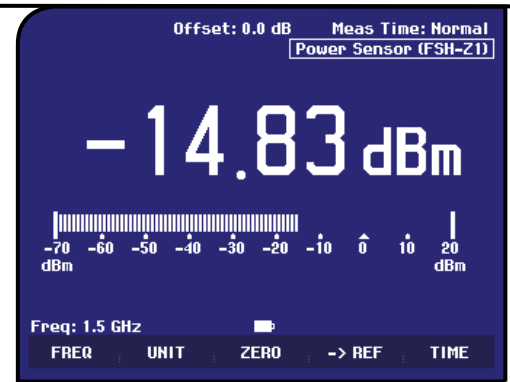 Offset: 0.0 dB Meas Time: Normal
Power Sensor (FSH-Z1)
-14.83 dBm
-70 -60 -50 -40 -30 -20 -10 0 10 20
dBm dBm
Freq: 1.5 GHz
FREQ UNIT ZERO -> REF TIME